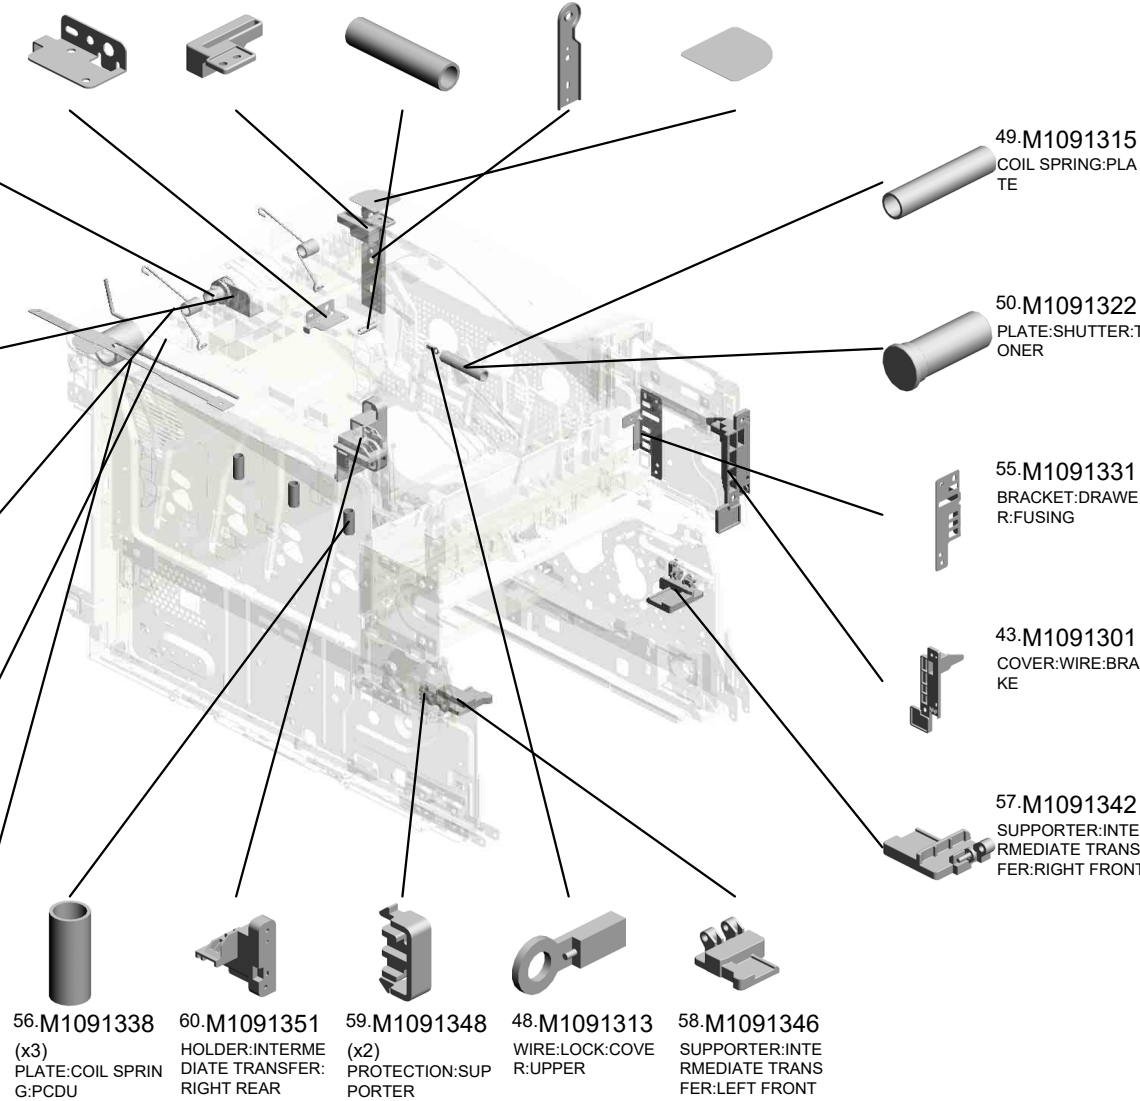 49.M1091315
COIL SPRING:PLA
TE
50.M1091322
PLATE:SHUTTER:T
ONER
55.M1091331
BRACKET:DRAWE
R:FUSING
43.M1091301
COVER:WIRE:BRA
KE
57.M1091342
SUPPORTER:INTE
RMEDIATE TRANS
FER:RIGHT FRONT
56.M1091338
(x3)
PLATE:COIL SPRIN
G:PCDU
60.M1091351
HOLDER:INTERME
DIATE TRANSFER:
RIGHT REAR
59.M1091348
(x2)
PROTECTION:SUP
PORTER
48.M1091313
WIRE:LOCK:COVE
R:UPPER
58.M1091346
SUPPORTER:INTE
RMEDIATE TRANS
FER:LEFT FRONT